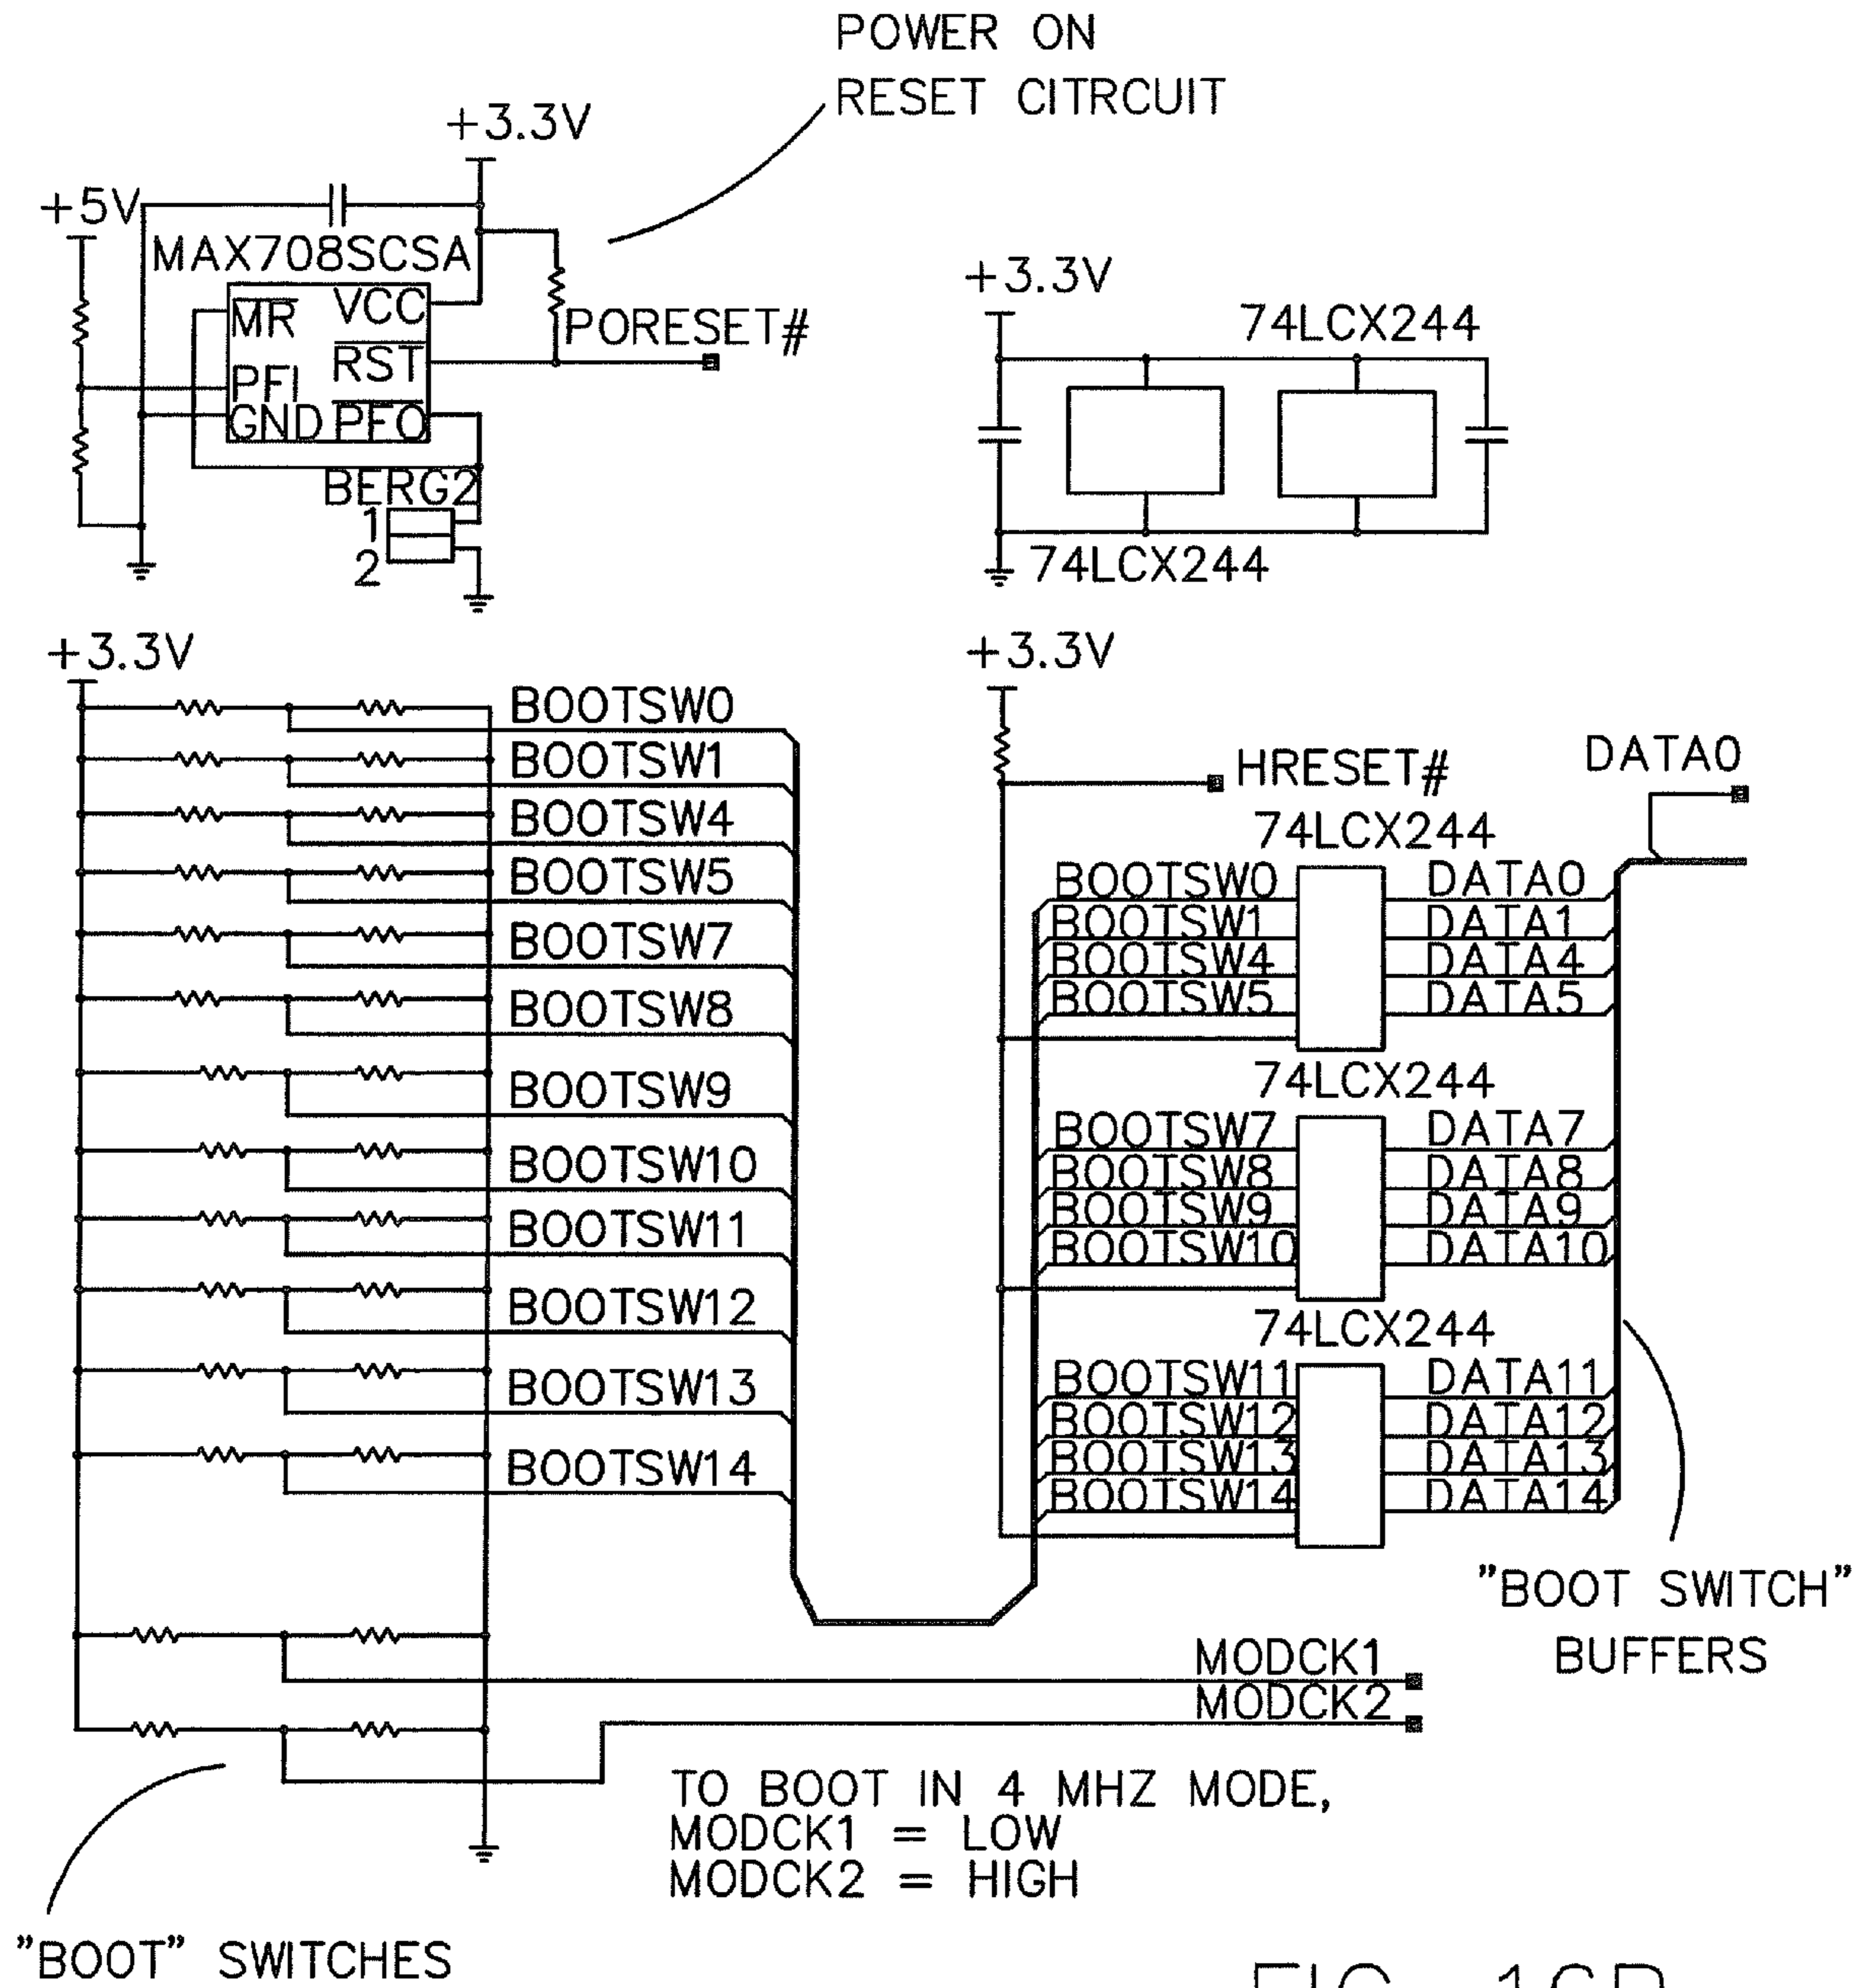 POWER ON
RESET CITRCUIT
+3.3V
+5V
MAX708SCSA
MR
VCC
PORESET#
RST
PFI
GND
PFO
BERG2
1
2
+3.3V
74LCX244
74LCX244
+3.3V
BOOTSW0
BOOTSW1
BOOTSW4
BOOTSW5
BOOTSW7
BOOTSW8
BOOTSW9
BOOTSW10
BOOTSW11
BOOTSW12
BOOTSW13
BOOTSW14
+3.3V
HRESET#
DATA0
74LCX244
BOOTSW0
DATA0
BOOTSW1
DATA1
BOOTSW4
DATA4
BOOTSW5
DATA5
74LCX244
BOOTSW7
DATA7
BOOTSW8
DATA8
BOOTSW9
DATA9
BOOTSW10
DATA10
74LCX244
BOOTSW11
DATA11
BOOTSW12
DATA12
BOOTSW13
DATA13
BOOTSW14
DATA14
"BOOT SWITCH"
BUFFERS
MODCK1
MODCK2
TO BOOT IN 4 MHZ MODE,
MODCK1 = LOW
MODCK2 = HIGH
"BOOT" SWITCHES